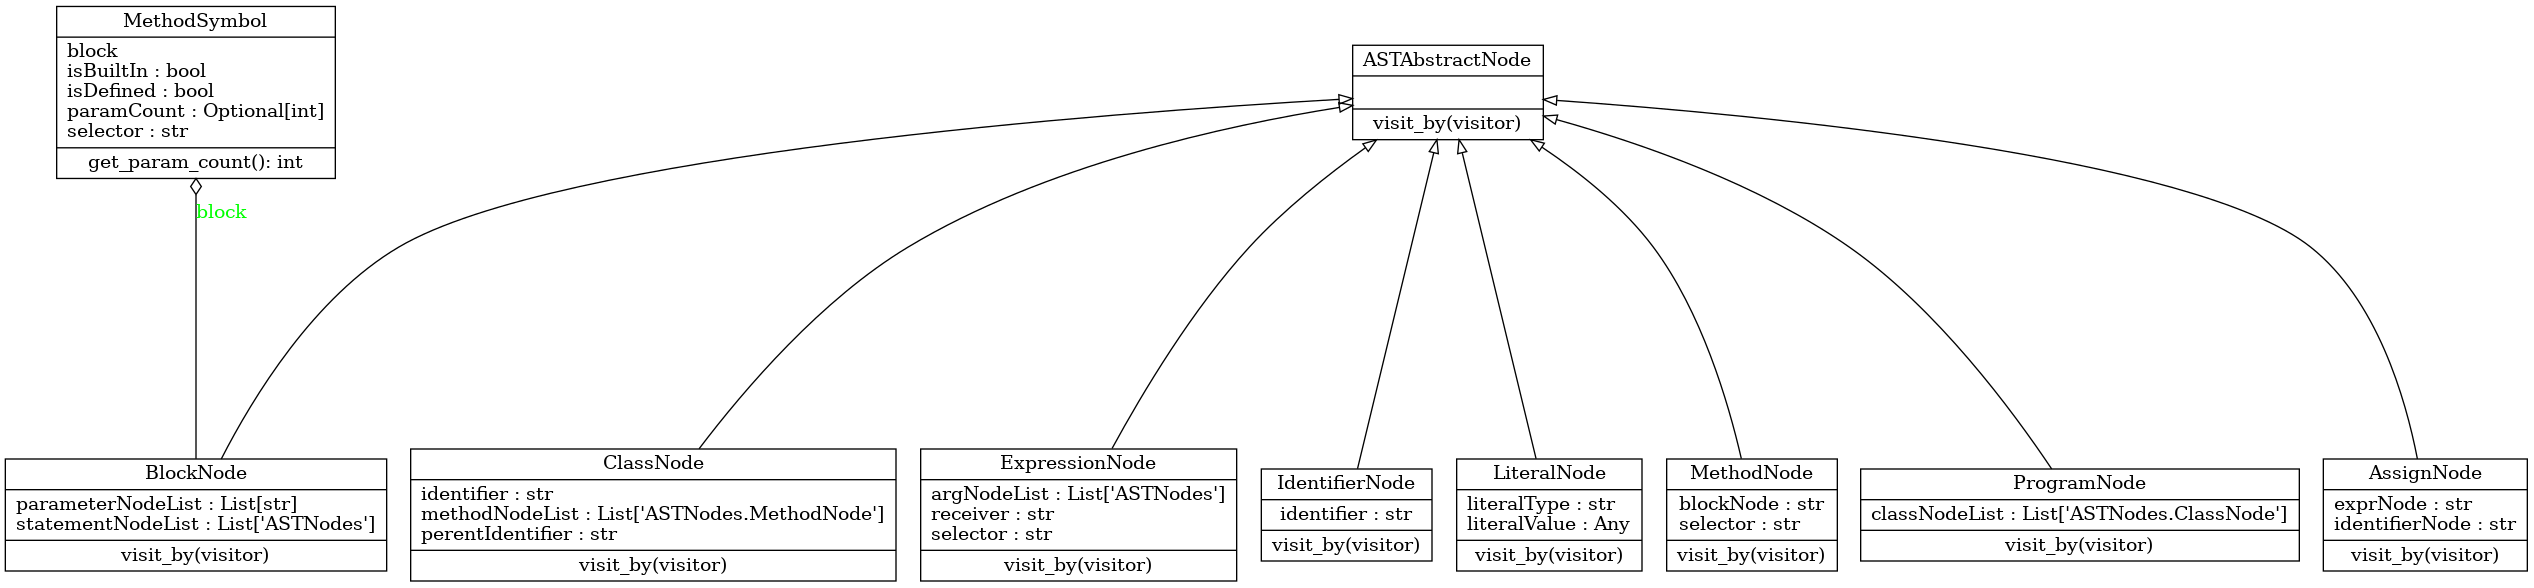 MethodSymbol
block
isBuiltIn : bool
isDefined : bool
paramCount : Optional[int]
selector : str
get_param_count(): int
ASTAbstractNode
visit_by(visitor)
block
BlockNode
parameterNodeList : List[str]
statementNodeList : List['ASTNodes']
visit_by(visitor)
ClassNode
identifier : str
methodNodeList : List['ASTNodes.MethodNode']
perentIdentifier : str
visit_by(visitor)
ExpressionNode
argNodeList : List['ASTNodes']
receiver : str
selector : str
visit_by(visitor)
IdentifierNode
identifier : str
visit_by(visitor)
LiteralNode
literalType : str
literalValue : Any
visit_by(visitor)
MethodNode
blockNode : str
selector : str
visit_by(visitor)
ProgramNode
classNodeList : List['ASTNodes.ClassNode']
visit_by(visitor)
AssignNode
exprNode : str
identifierNode : str
visit_by(visitor)